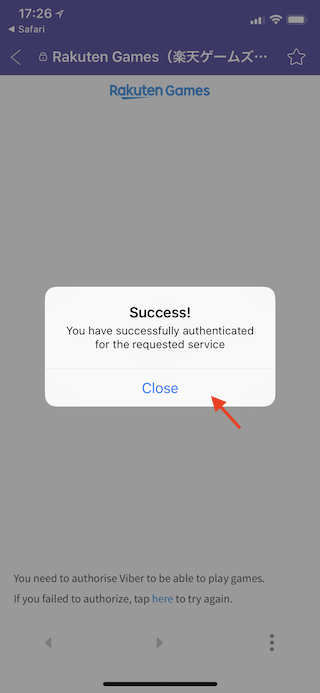 17:26
Safari
Rakuten Games（楽天ゲームズ…
Rakuten Games
Success!
You have successfully authenticated
for the requested service
Close
You need to authorise Viber to be able to play games.
If you failed to authorize, tap here to try again.